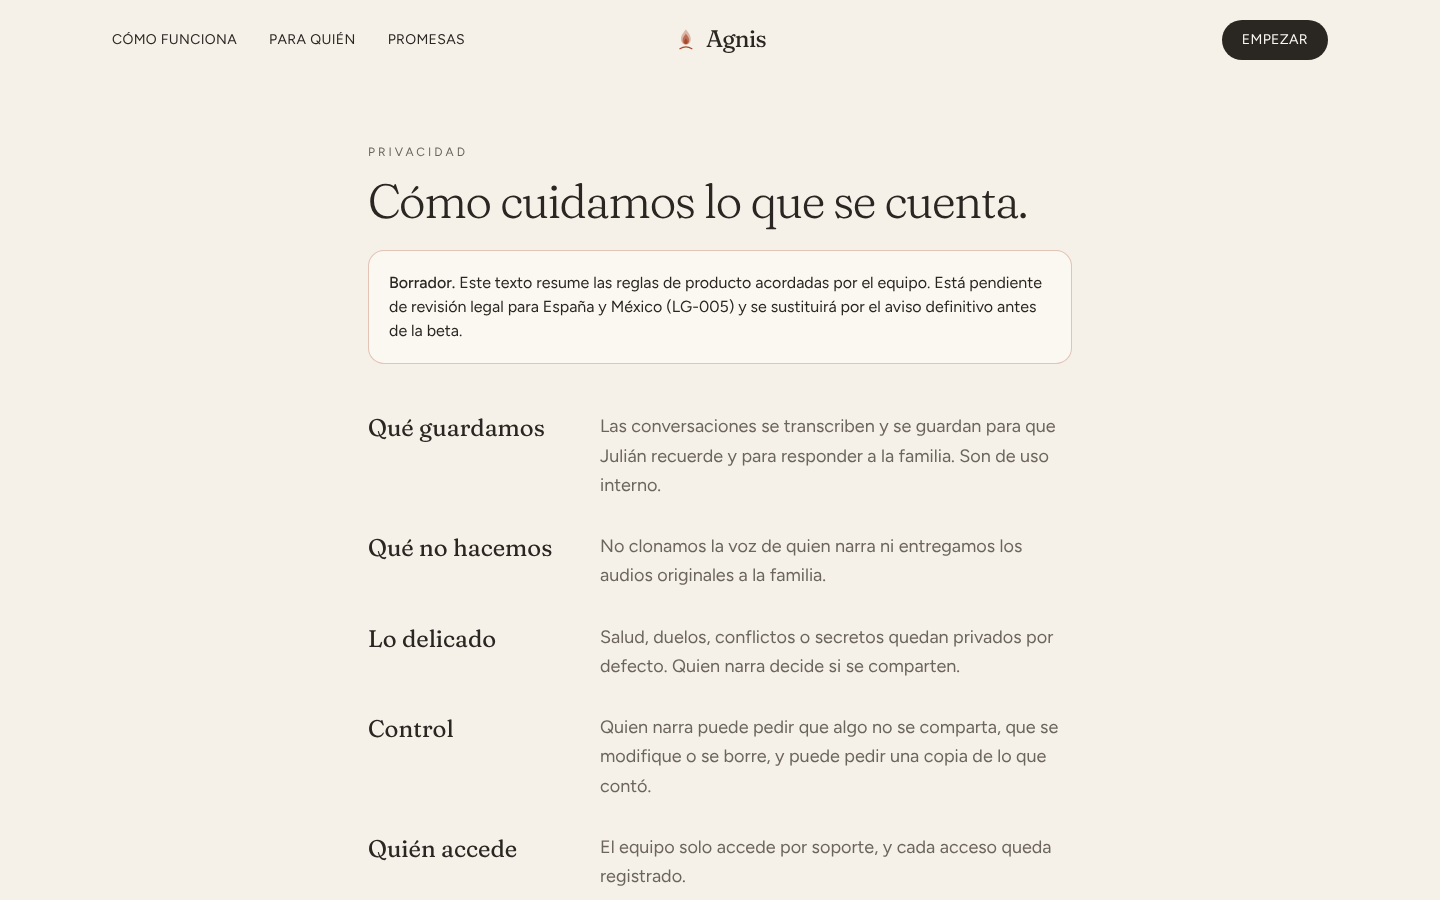 CÓMO FUNCIONA
PARA QUIÉN
PROMESAS
Agnis
EMPEZAR
PRIVACIDAD
Cómo cuidamos lo que se cuenta.
Borrador. Este texto resume las reglas de producto acordadas por el equipo. Está pendiente
de revisión legal para España y México (LG-005) y se sustituirá por el aviso definitivo antes
de la beta.
Qué guardamos
Las conversaciones se transcriben y se guardan para que
Julián recuerde y para responder a la familia. Son de uso
interno.
Qué no hacemos
No clonamos la voz de quien narra ni entregamos los
audios originales a la familia.
Lo delicado
Salud, duelos, conflictos o secretos quedan privados por
defecto. Quien narra decide si se comparten.
Control
Quien narra puede pedir que algo no se comparta, que se
modifique o se borre, y puede pedir una copia de lo que
contó.
Quién accede
El equipo solo accede por soporte, y cada acceso queda
registrado.